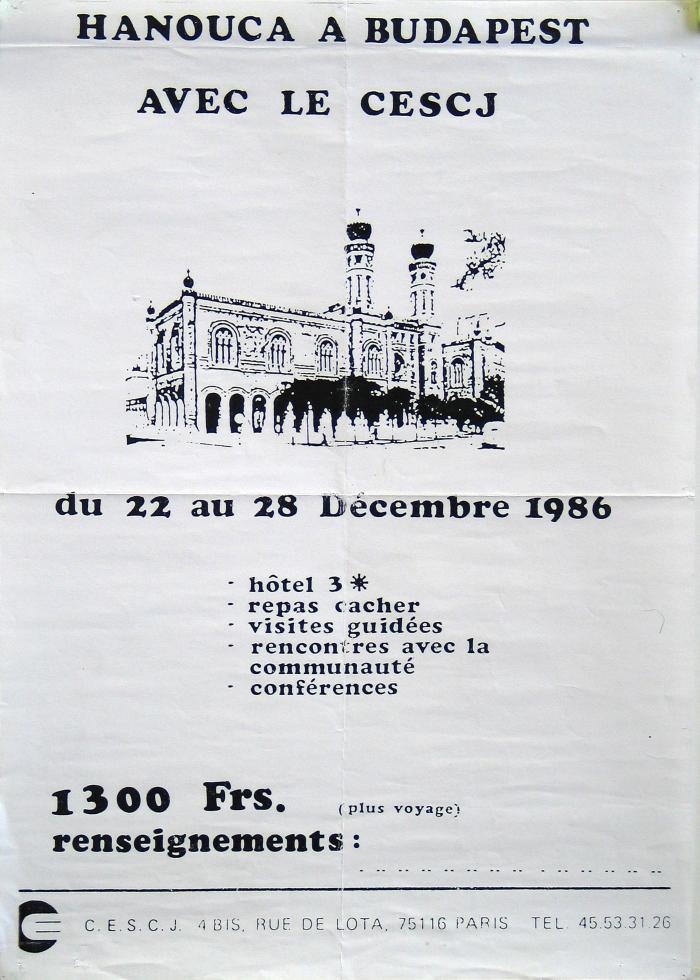 HANOUCA A BUDAPEST
AVEC LE CESCJ
du 22 au 28 Décembre 1986
- hôtel 3*
- repas cacher
- visites guidées
- rencontres avec la
communauté
- conférences
1300 Frs. (plus voyage)
renseignements:
C.E.S.C.J. 4 BIS, RUE DE LOTA, 75116 PARIS TEL. 45.53.31.26